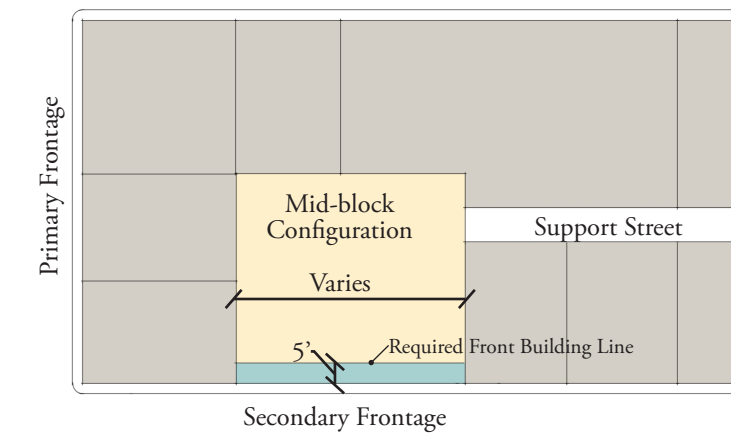 Primary Frontage
Mid-block
Configuration
Support Street
Varies
5'
Required Front Building Line
Secondary Frontage